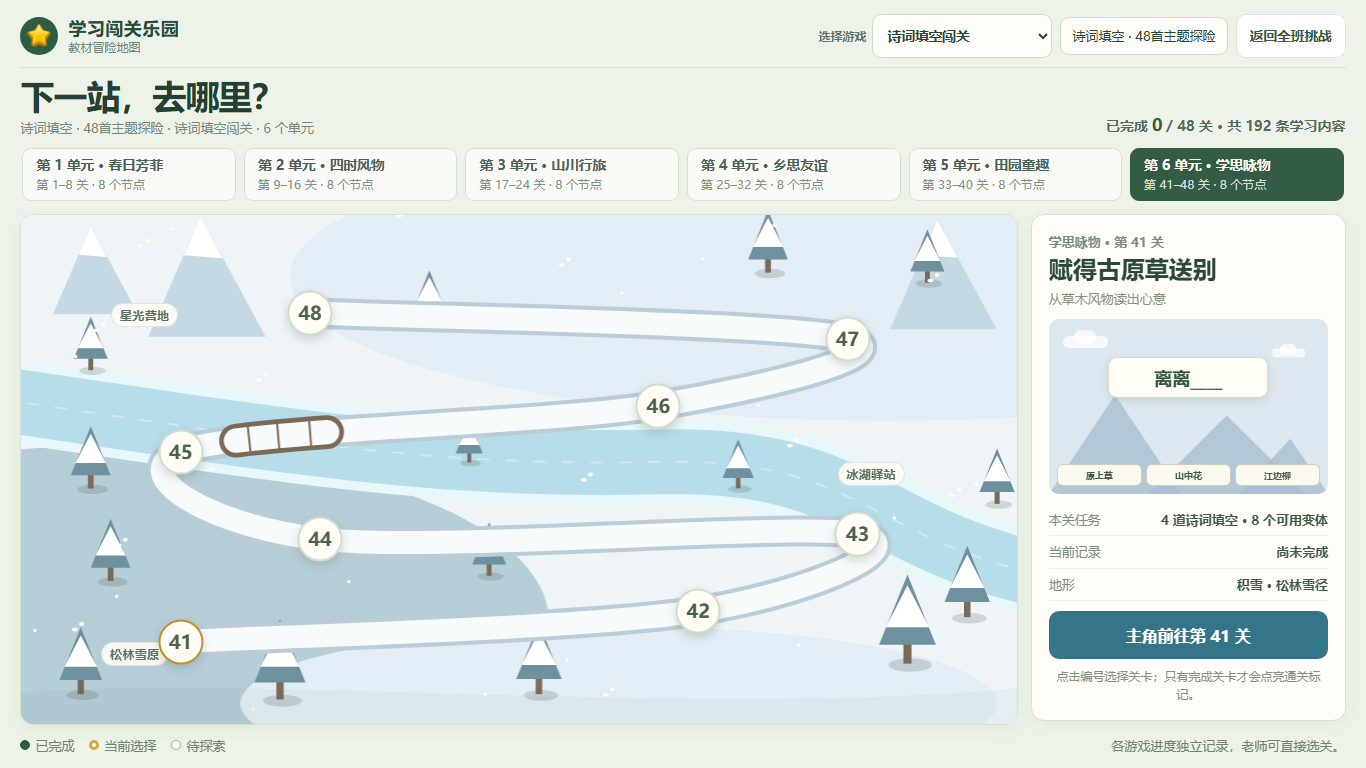 学习闯关乐园
教材冒险地图
选择游戏
诗词填空闯关
诗词填空 · 48首主题探险
返回全班挑战
下一站，去哪里？
诗词填空 · 48首主题探险 · 诗词填空闯关 · 6 个单元
已完成 0 / 48 关 • 共 192 条学习内容
第 1 单元 • 春日芳菲
第 1–8 关 · 8 个节点
第 2 单元 • 四时风物
第 9–16 关 · 8 个节点
第 3 单元 • 山川行旅
第 17–24 关 · 8 个节点
第 4 单元 • 乡思友谊
第 25–32 关 · 8 个节点
第 5 单元 • 田园童趣
第 33–40 关 · 8 个节点
第 6 单元 • 学思咏物
第 41–48 关 · 8 个节点
星光营地
48
47
46
45
冰湖驿站
44
43
42
41
松林雪原
学思咏物 • 第 41 关
赋得古原草送别
从草木风物读出心意
离离____
原上草
山中花
江边柳
本关任务
4 道诗词填空 • 8 个可用变体
当前记录
尚未完成
地形
积雪 • 松林雪径
主角前往第 41 关
点击编号选择关卡；只有完成关卡才会点亮通关标
记。
已完成
当前选择
待探索
各游戏进度独立记录，老师可直接选关。